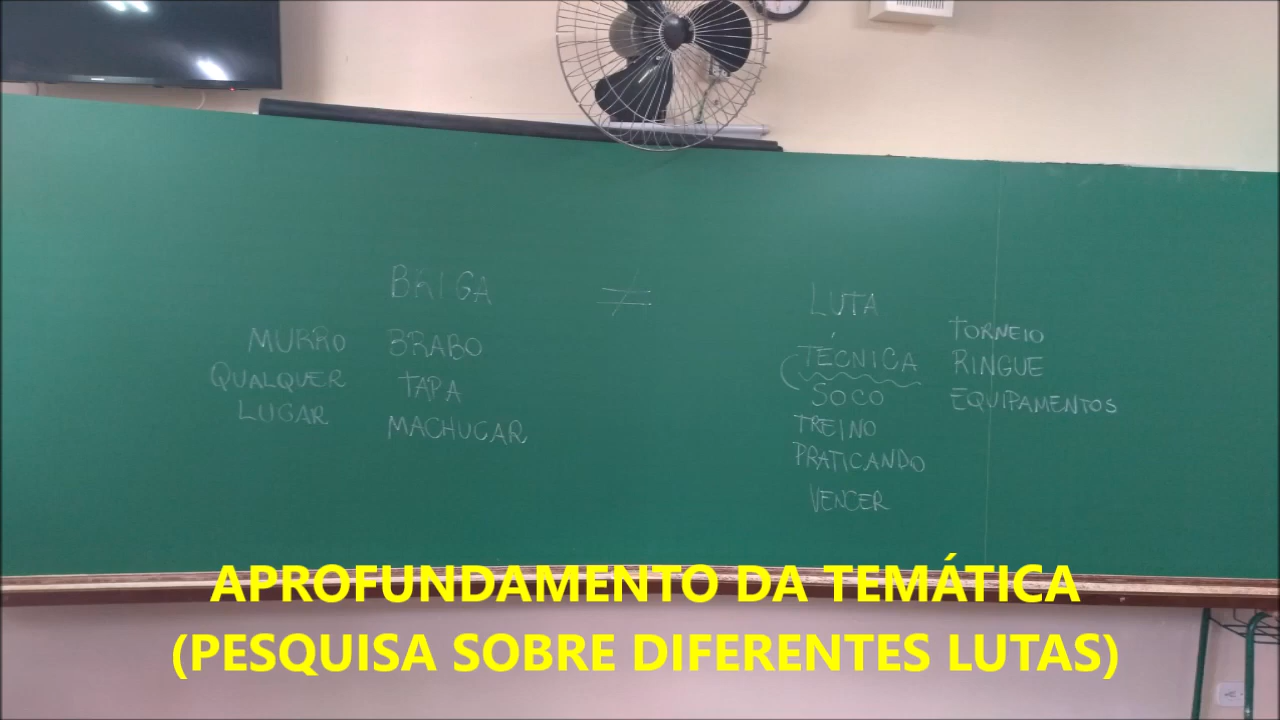 BRIGA ≠ LUTA
MURRO BRABO
QUALQUER TAPA
LUGAR MACHUCAR
TÉCNICA TORNEIO
SOCO RINGUE
TREINO EQUIPAMENTOS
PRATICANDO
VENCER
APROFUNDAMENTO DA TEMÁTICA
(PESQUISA SOBRE DIFERENTES LUTAS)